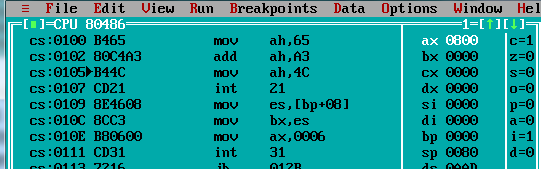 ≡ File Edit View Run Breakpoints Data Options Window Hel
[■]=CPU 80486 1=[↑][↓]
cs:0100 B465 mov ah,65 ax 0800 c=1
cs:0102 80C4A3 add ah,A3 bx 0000 z=0
cs:0105►B44C mov ah,4C cx 0000 s=0
cs:0107 CD21 int 21 dx 0000 o=0
cs:0109 8E4608 mov es,[bp+08] si 0000 p=0
cs:010C 8CC3 mov bx,es di 0000 a=0
cs:010E B80600 mov ax,0006 bp 0000 i=1
cs:0111 CD31 int 31 sp 0080 d=0
cs:0113 7216 jb 012B ds 0AAD